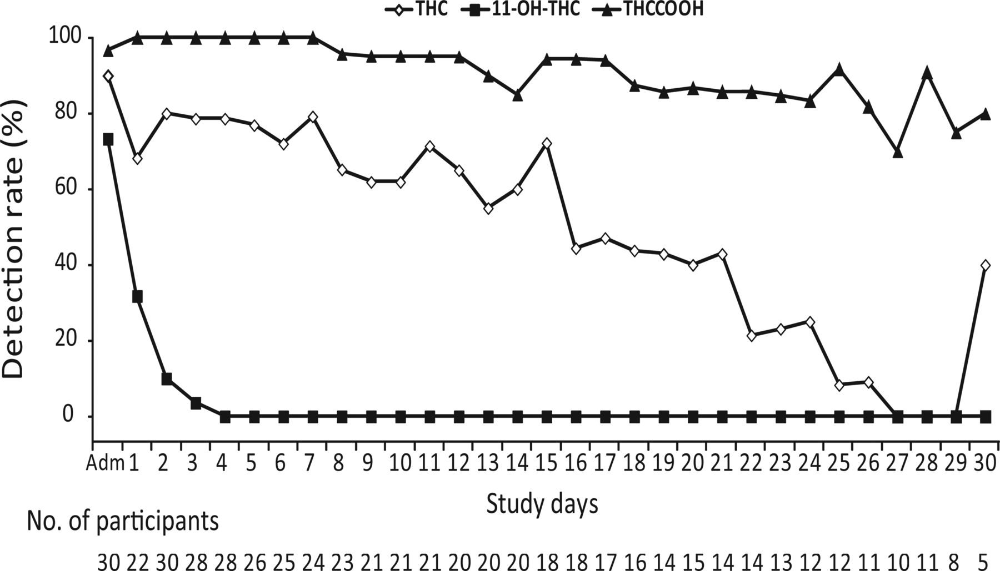 THC 11-OH-THC THCCOOH
100
80
60
40
20
0
Detection rate (%)
Adm 1 2 3 4 5 6 7 8 9 10 11 12 13 14 15 16 17 18 19 20 21 22 23 24 25 26 27 28 29 30
Study days
No. of participants
30 22 30 28 28 26 25 24 23 21 21 21 20 20 20 18 18 17 16 14 15 14 14 13 12 12 11 10 11 8 5